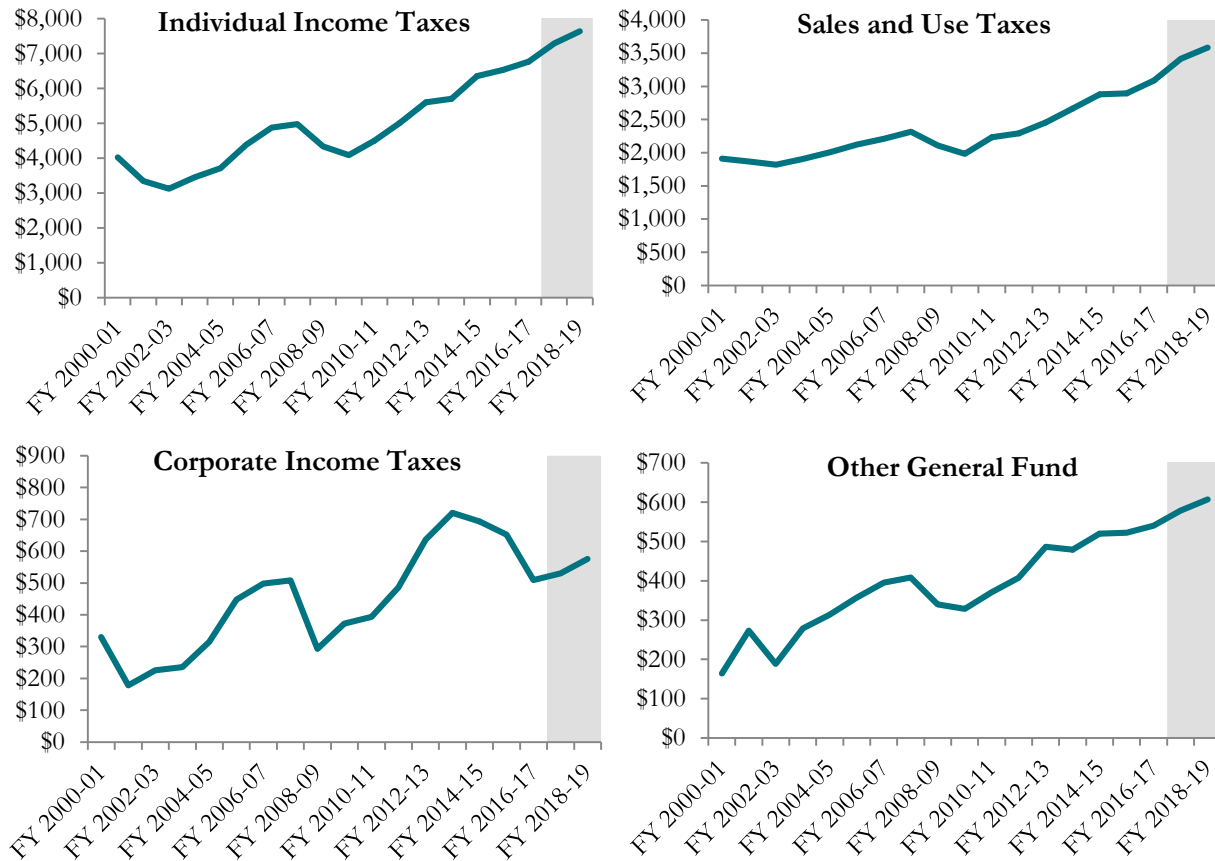 Individual Income Taxes
$8,000
$7,000
$6,000
$5,000
$4,000
$3,000
$2,000
$1,000
$0
FY 2000-01
FY 2002-03
FY 2004-05
FY 2006-07
FY 2008-09
FY 2010-11
FY 2012-13
FY 2014-15
FY 2016-17
FY 2018-19
Sales and Use Taxes
$4,000
$3,500
$3,000
$2,500
$2,000
$1,500
$1,000
$500
$0
FY 2000-01
FY 2002-03
FY 2004-05
FY 2006-07
FY 2008-09
FY 2010-11
FY 2012-13
FY 2014-15
FY 2016-17
FY 2018-19
Corporate Income Taxes
$900
$800
$700
$600
$500
$400
$300
$200
$100
$0
FY 2000-01
FY 2002-03
FY 2004-05
FY 2006-07
FY 2008-09
FY 2010-11
FY 2012-13
FY 2014-15
FY 2016-17
FY 2018-19
Other General Fund
$700
$600
$500
$400
$300
$200
$100
$0
FY 2000-01
FY 2002-03
FY 2004-05
FY 2006-07
FY 2008-09
FY 2010-11
FY 2012-13
FY 2014-15
FY 2016-17
FY 2018-19